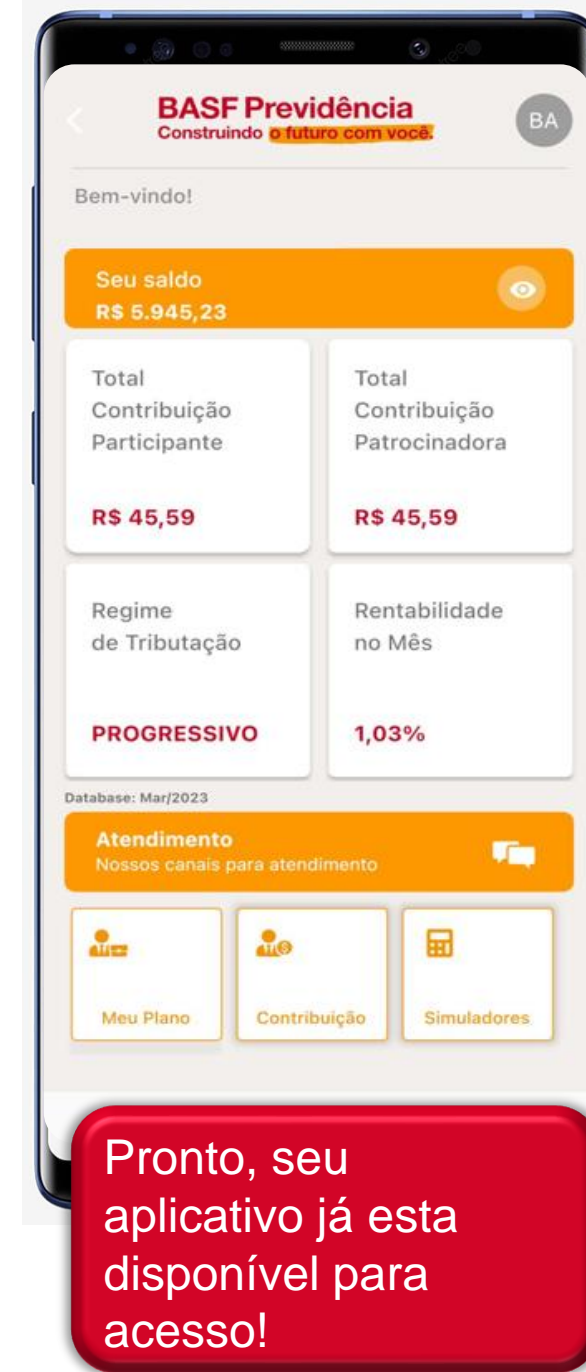 BASF Previdência
Construindo o futuro com você.
BA
Bem-vindo!
Seu saldo
R$ 5.945,23
Total
Contribuição
Participante
R$ 45,59
Total
Contribuição
Patrocinadora
R$ 45,59
Regime
de Tributação
PROGRESSIVO
Rentabilidade
no Mês
1,03%
Database: Mar/2023
Atendimento
Nossos canais para atendimento
Meu Plano
Contribuição
Simuladores
Pronto, seu
aplicativo já esta
disponível para
acesso!